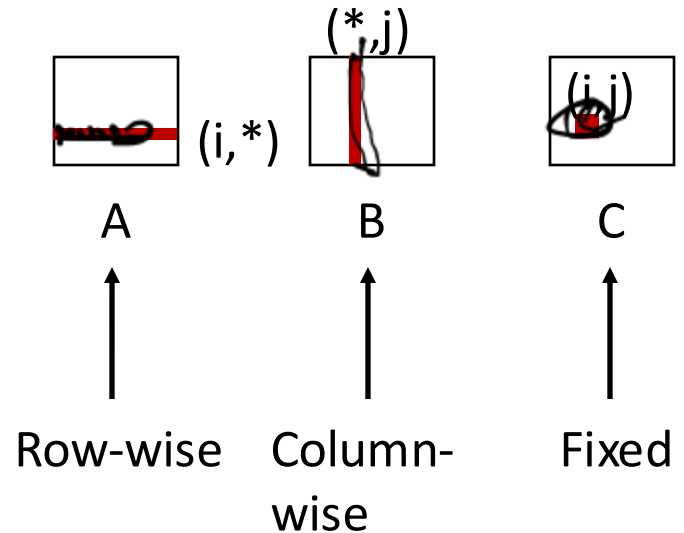 (*,j)
(i,*)
(i,j)
A
B
C
Row-wise
Column-
wise
Fixed